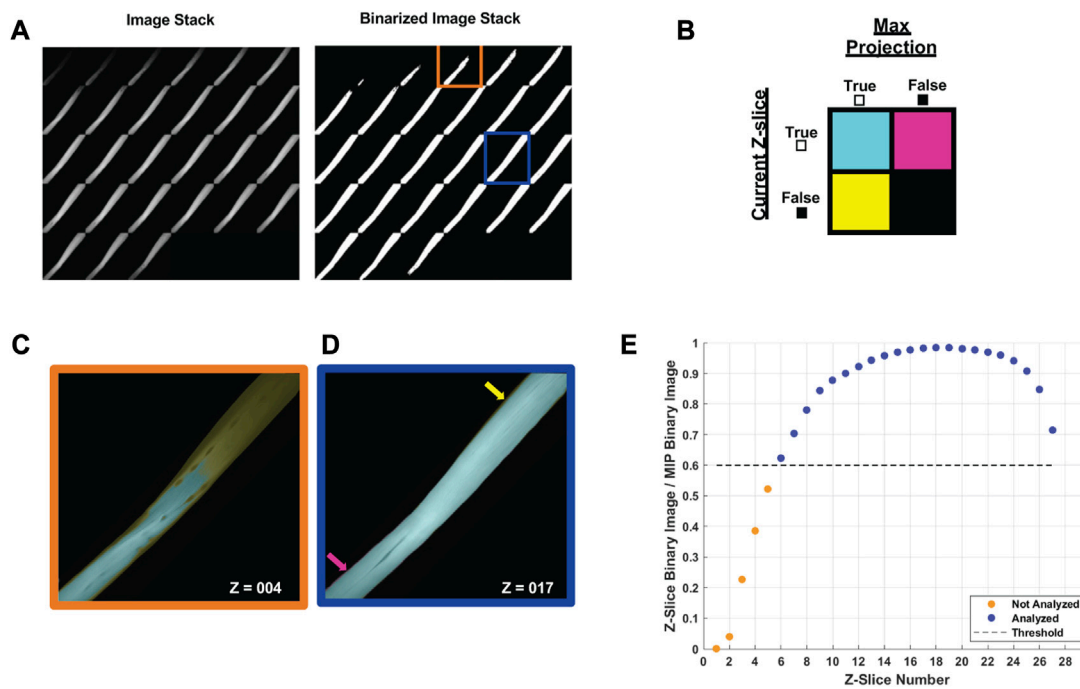 A
Image Stack
Binarized Image Stack
B
Max
Projection
True
False
Current Z-slice
True
False
C
Z = 004
D
Z = 017
E
Z-Slice Binary Image / MIP Binary Image
1
0.9
0.8
0.7
0.6
0.5
0.4
0.3
0.2
0.1
0
0 2 4 6 8 10 12 14 16 18 20 22 24 26 28
Z-Slice Number
Not Analyzed
Analyzed
Threshold